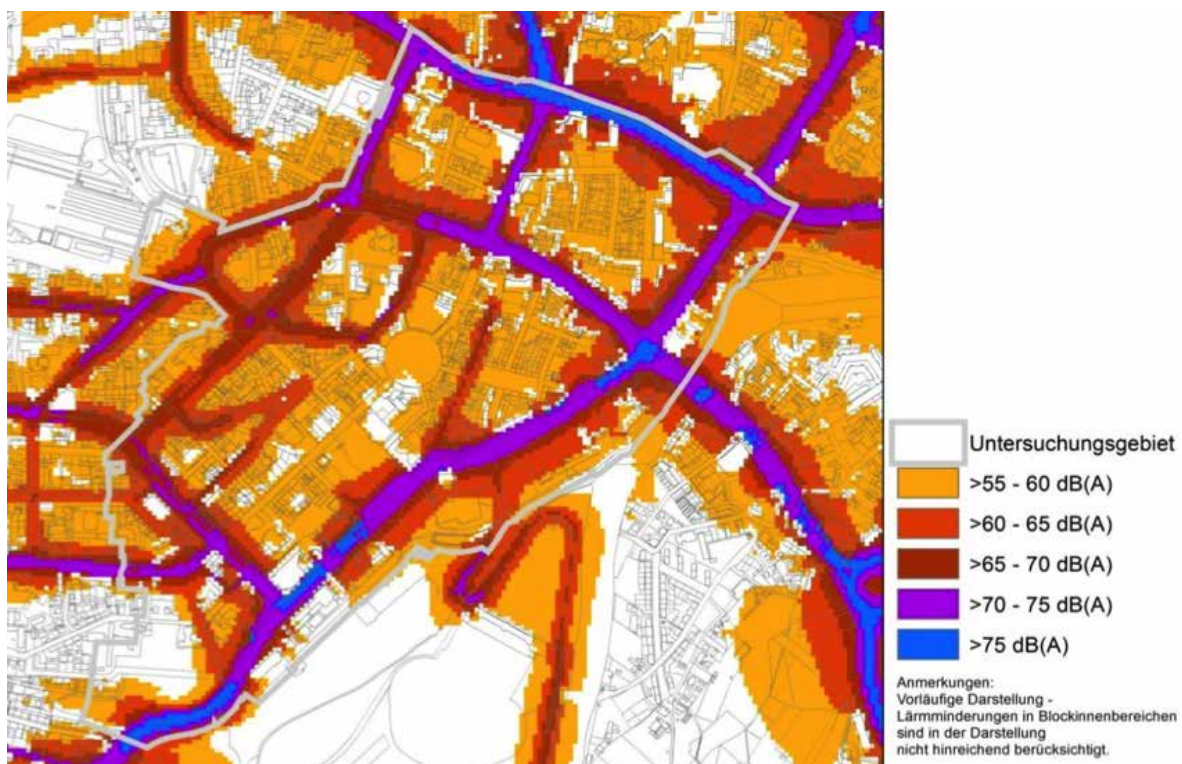 Untersuchungsgebiet
>55 - 60 dB(A)
>60 - 65 dB(A)
>65 - 70 dB(A)
>70 - 75 dB(A)
>75 dB(A)
Anmerkungen:
Vorläufige Darstellung -
Lärmminderungen in Blockinnenbereichen
sind in der Darstellung
nicht hinreichend berücksichtigt.